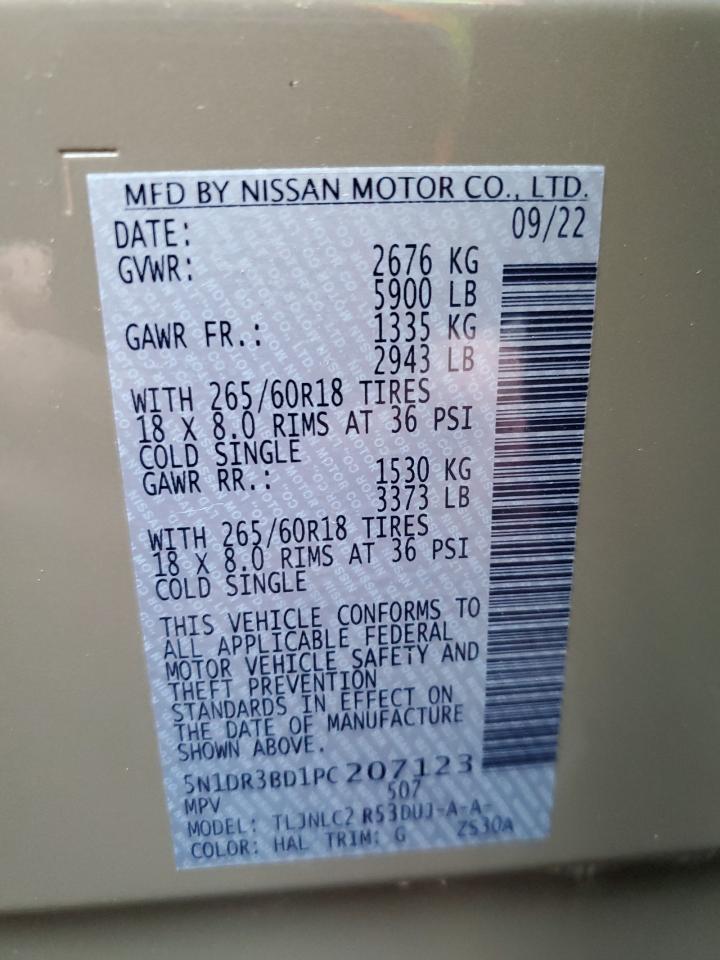 MFD BY NISSAN MOTOR CO., LTD.
DATE: 09/22
GVWR: 2676 KG
5900 LB
GAWR FR.: 1335 KG
2943 LB
WITH 265/60R18 TIRES
18 X 8.0 RIMS AT 36 PSI
COLD SINGLE
GAWR RR.: 1530 KG
3373 LB
WITH 265/60R18 TIRES
18 X 8.0 RIMS AT 36 PSI
COLD SINGLE
THIS VEHICLE CONFORMS TO
ALL APPLICABLE FEDERAL
MOTOR VEHICLE SAFETY AND
THEFT PREVENTION
STANDARDS IN EFFECT ON
THE DATE OF MANUFACTURE
SHOWN ABOVE.
5N1DR3BD1PC207123
MPV 507
MODEL: TLJNLC2 R53DUJ-A-A-
COLOR: HAL TRIM: G ZS30A